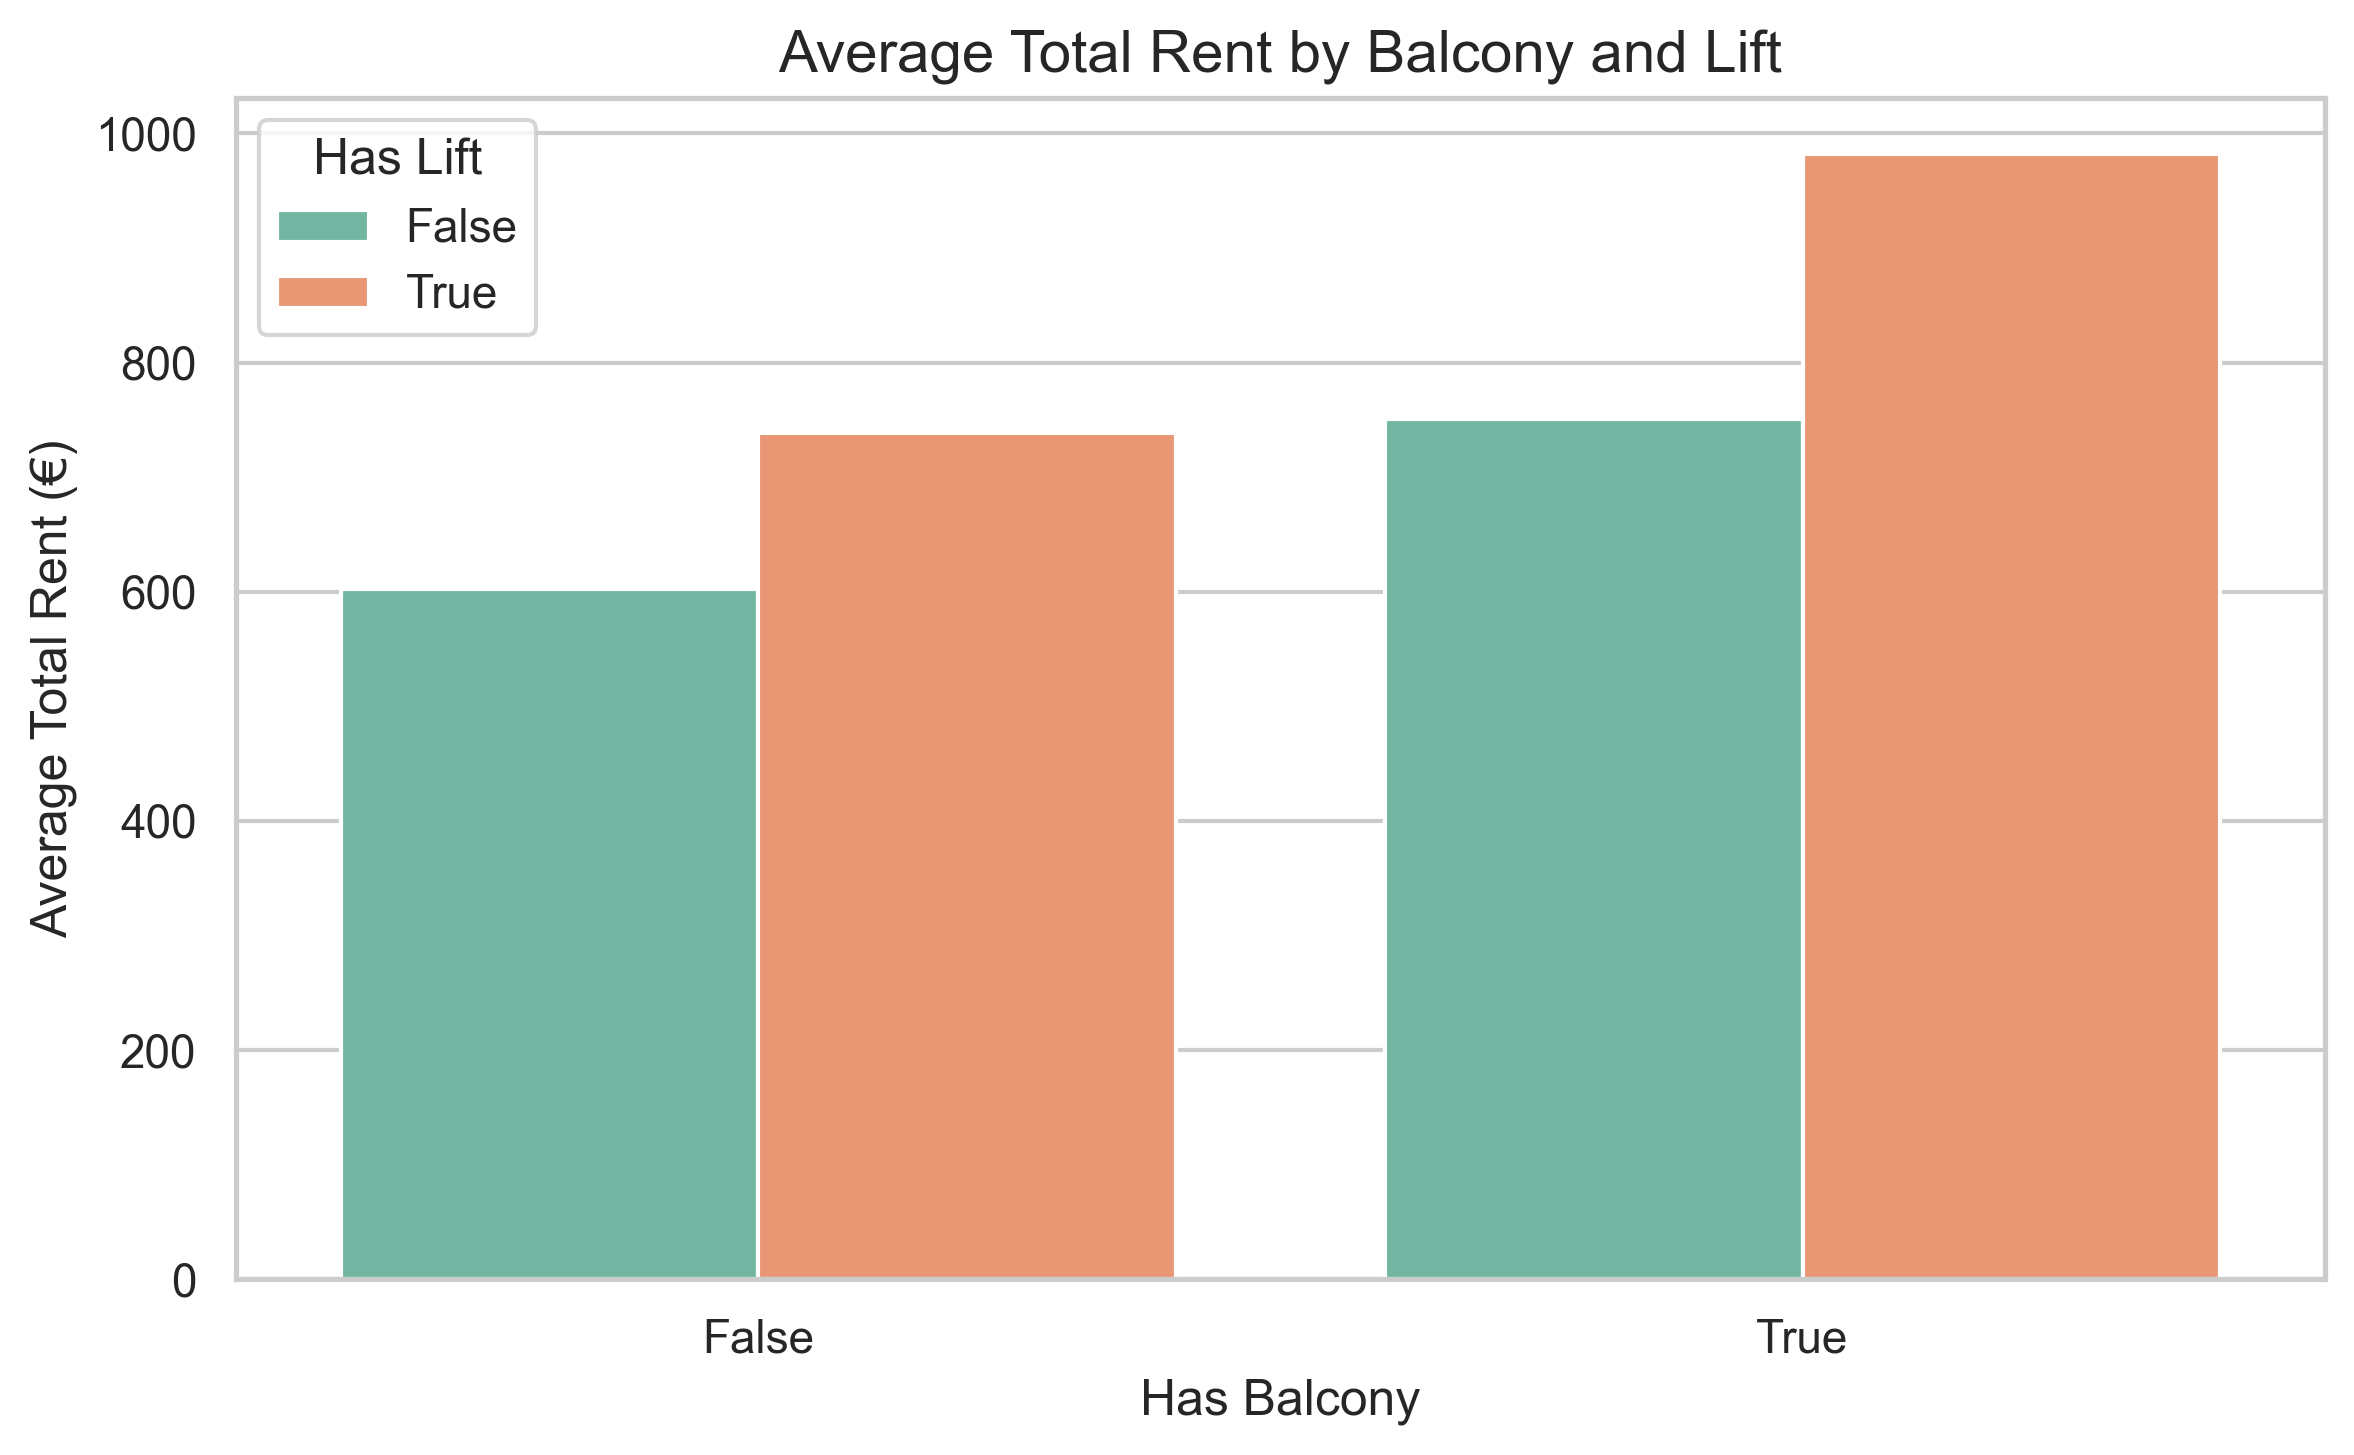 Average Total Rent by Balcony and Lift
Has Lift
False
True
Average Total Rent (€)
1000
800
600
400
200
0
False
True
Has Balcony